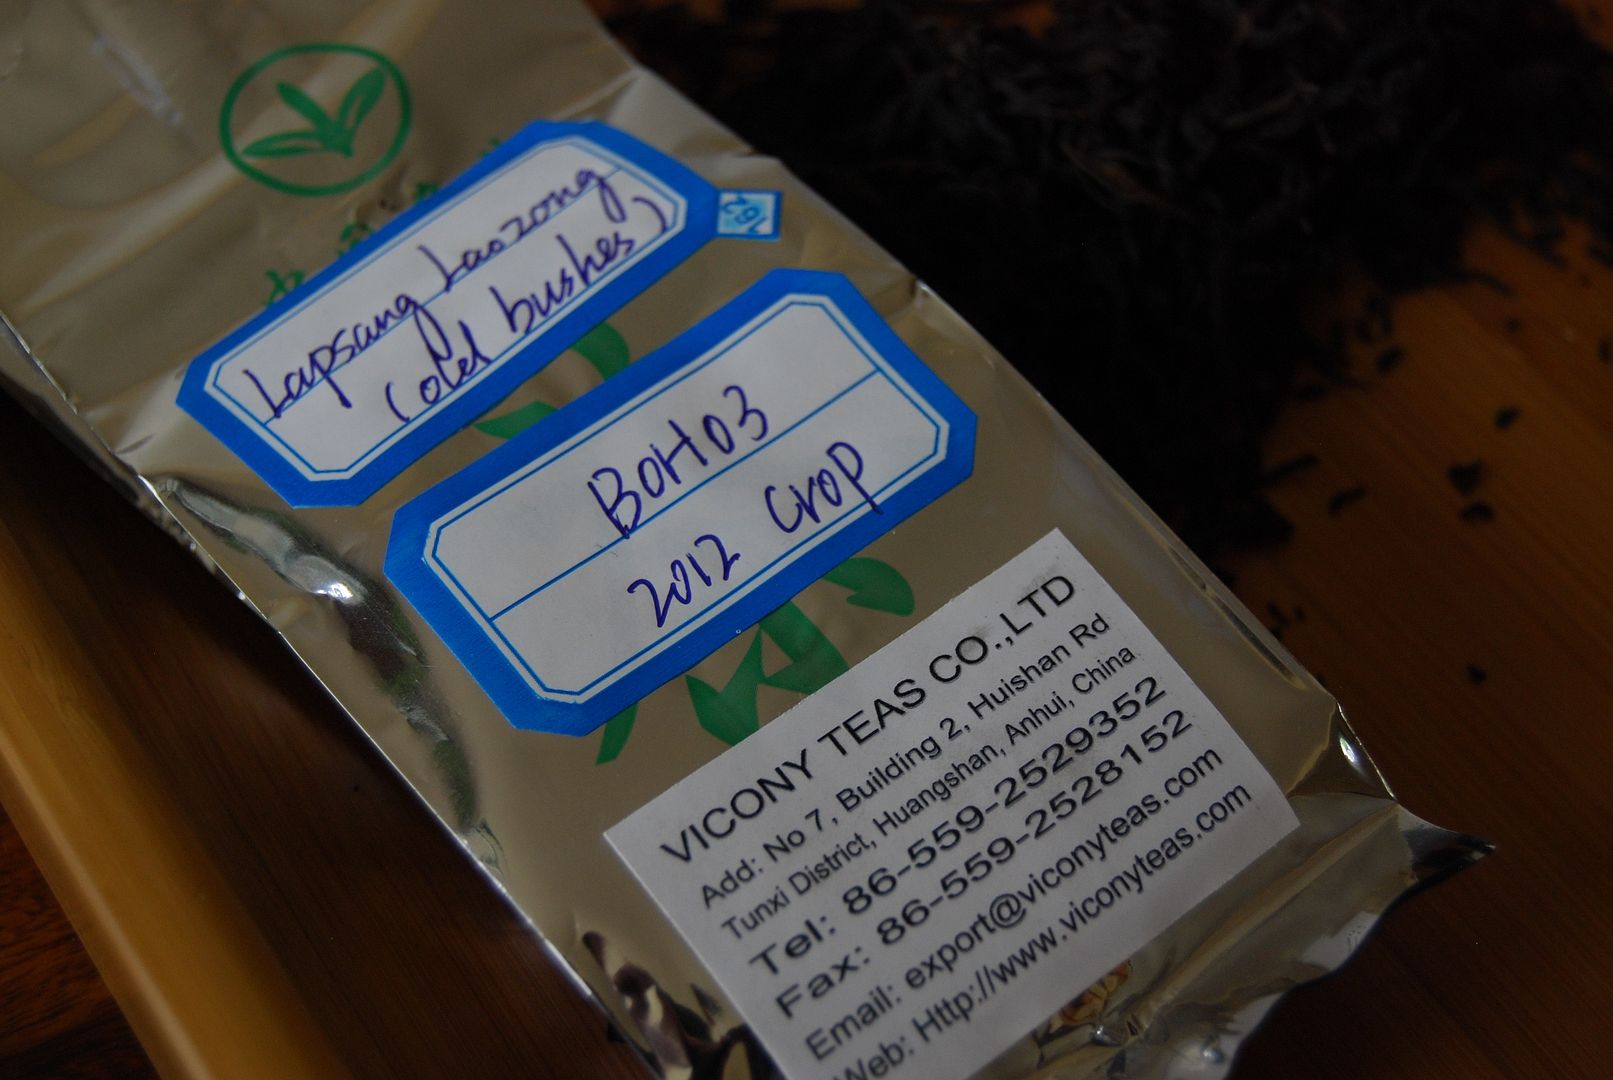 Lapsang Laozong
(old bushes)
BOH03
2012 Crop
VICONY TEAS CO.,LTD
Add: No 7, Building 2, Huishan Rd
Tunxi District, Huangshan, Anhui, China
Tel: 86-559-2529352
Fax: 86-559-2528152
Email: export@viconyteas.com
Web: Http://www.viconyteas.com